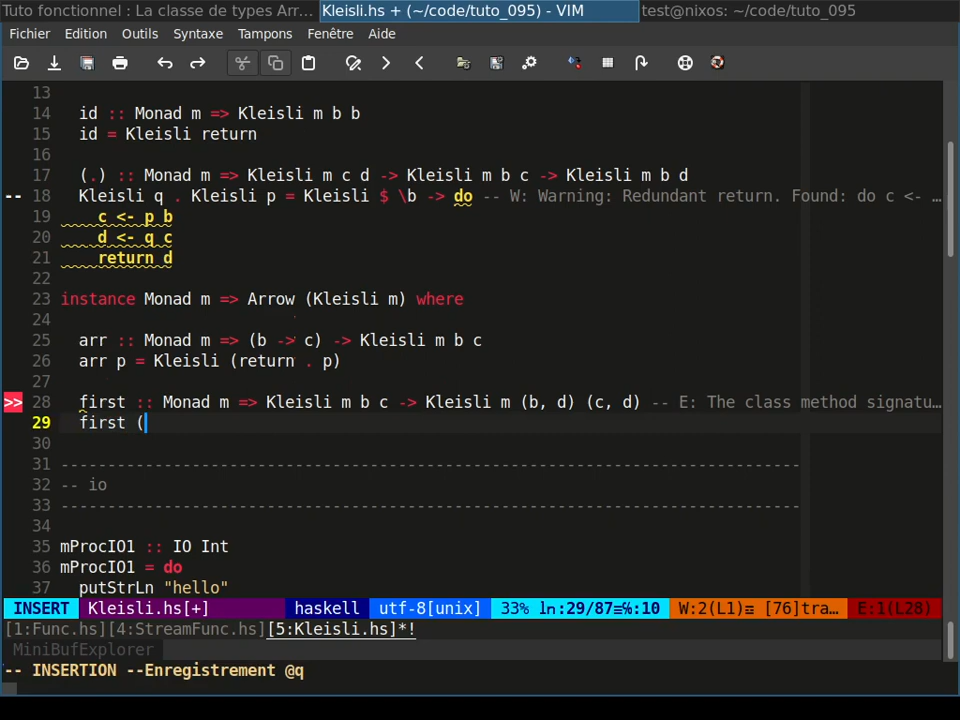 Tuto fonctionnel : La classe de types Arr... Kleisli.hs + (~/code/tuto_095) - VIM test@nixos: ~/code/tuto_095
Fichier Edition Outils Syntaxe Tampons Fenêtre Aide
13
14 id :: Monad m => Kleisli m b b
15 id = Kleisli return
16
17 (.) :: Monad m => Kleisli m c d -> Kleisli m b c -> Kleisli m b d
-- 18 Kleisli q . Kleisli p = Kleisli $ \b -> do -- W: Warning: Redundant return. Found: do c <- …
19 c <- p b
20 d <- q c
21 return d
22
23 instance Monad m => Arrow (Kleisli m) where
24
25 arr :: Monad m => (b -> c) -> Kleisli m b c
26 arr p = Kleisli (return . p)
27
>> 28 first :: Monad m => Kleisli m b c -> Kleisli m (b, d) (c, d) -- E: The class method signatu…
29 first (
30
31 -------------------------------------------------------------------------------
32 -- io
33 -------------------------------------------------------------------------------
34
35 mProcIO1 :: IO Int
36 mProcIO1 = do
37 putStrLn "hello"
INSERT Kleisli.hs[+] haskell utf-8[unix] 33% ln:29/87≡℅:10 W:2(L1)≡ [76]tra… E:1(L28)
[1:Func.hs][4:StreamFunc.hs][5:Kleisli.hs]*!
MiniBufExplorer
-- INSERTION --Enregistrement @q